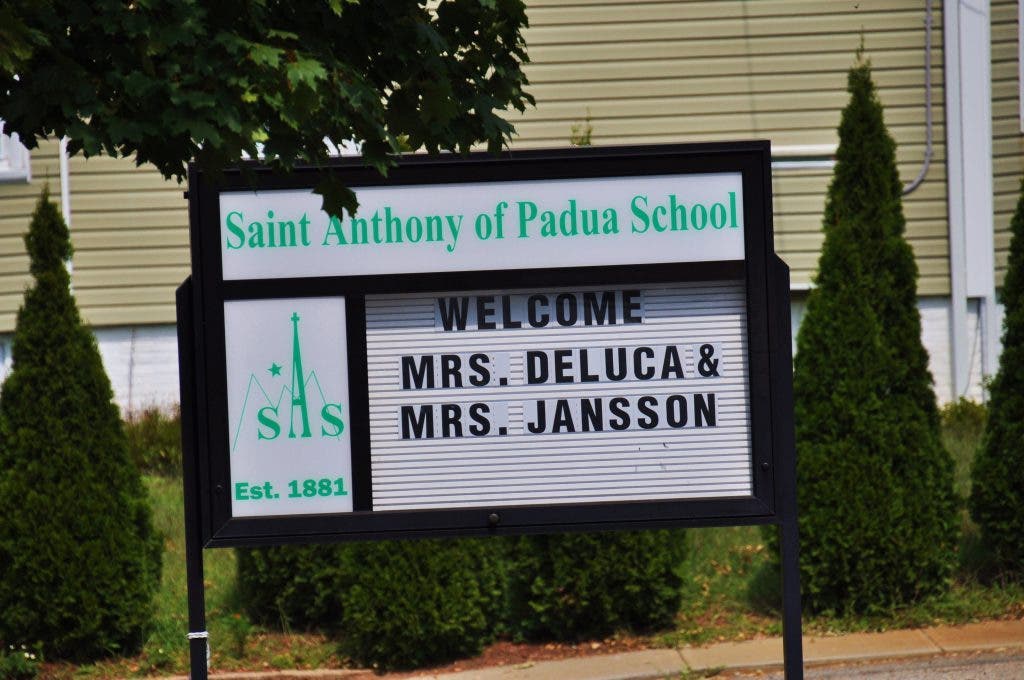 Saint Anthony of Padua School
WELCOME
MRS. DELUCA &
MRS. JANSSON
SAS
Est. 1881